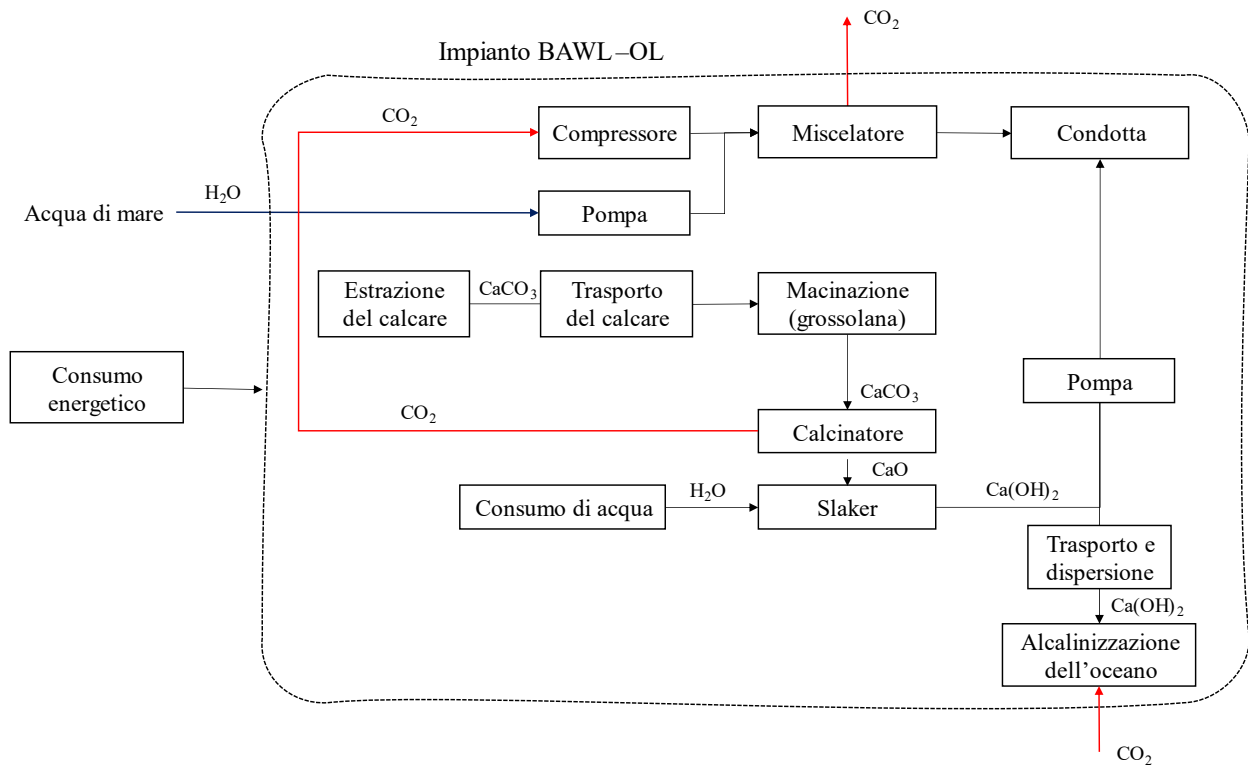 CO₂
Impianto BAWL–OL
CO₂
Compressore
Miscelatore
Condotta
H₂O
Acqua di mare
Pompa
Estrazione
del calcare
CaCO₃
Trasporto
del calcare
Macinazione
(grossolana)
Consumo
energetico
Pompa
CaCO₃
CO₂
Calcinatore
CaO
Consumo di acqua
H₂O
Slaker
Ca(OH)₂
Trasporto e
dispersione
Ca(OH)₂
Alcalinizzazione
dell’oceano
CO₂